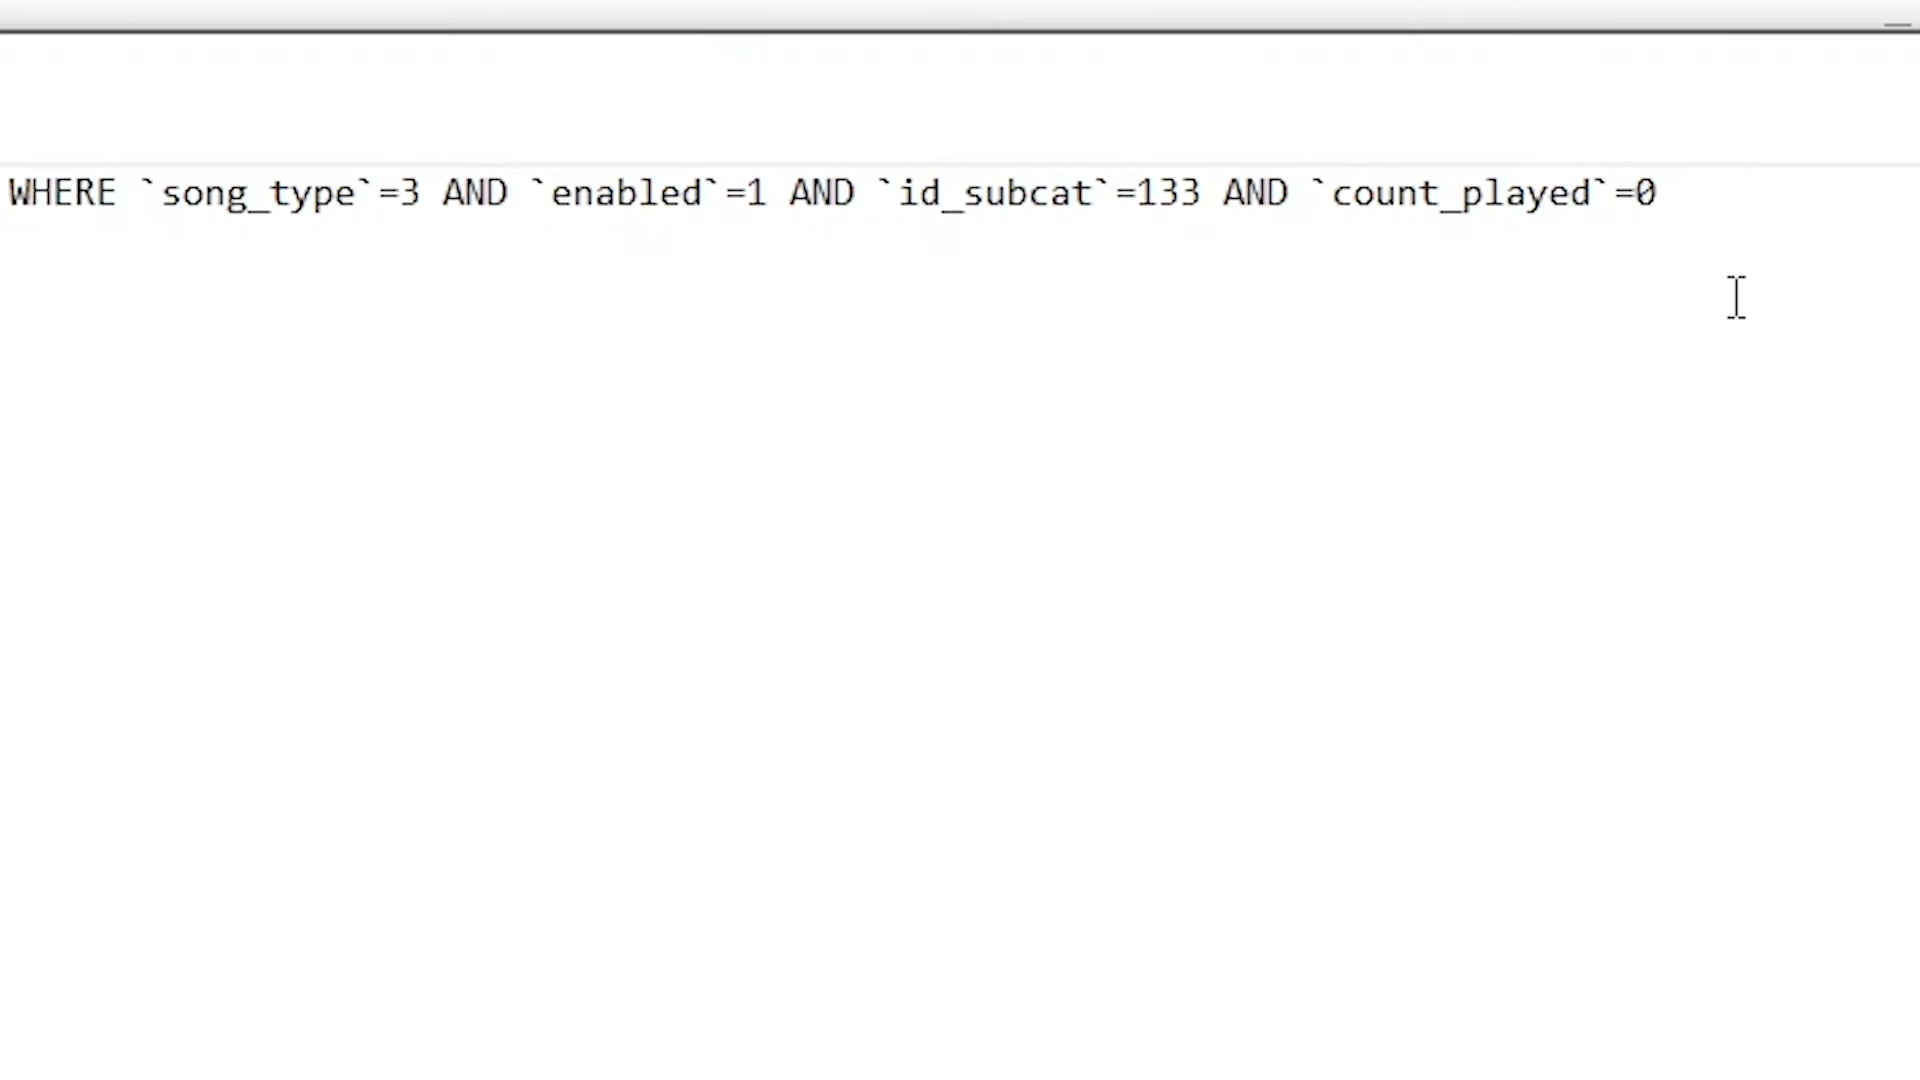 WHERE `song_type`=3 AND `enabled`=1 AND `id_subcat`=133 AND `count_played`=0